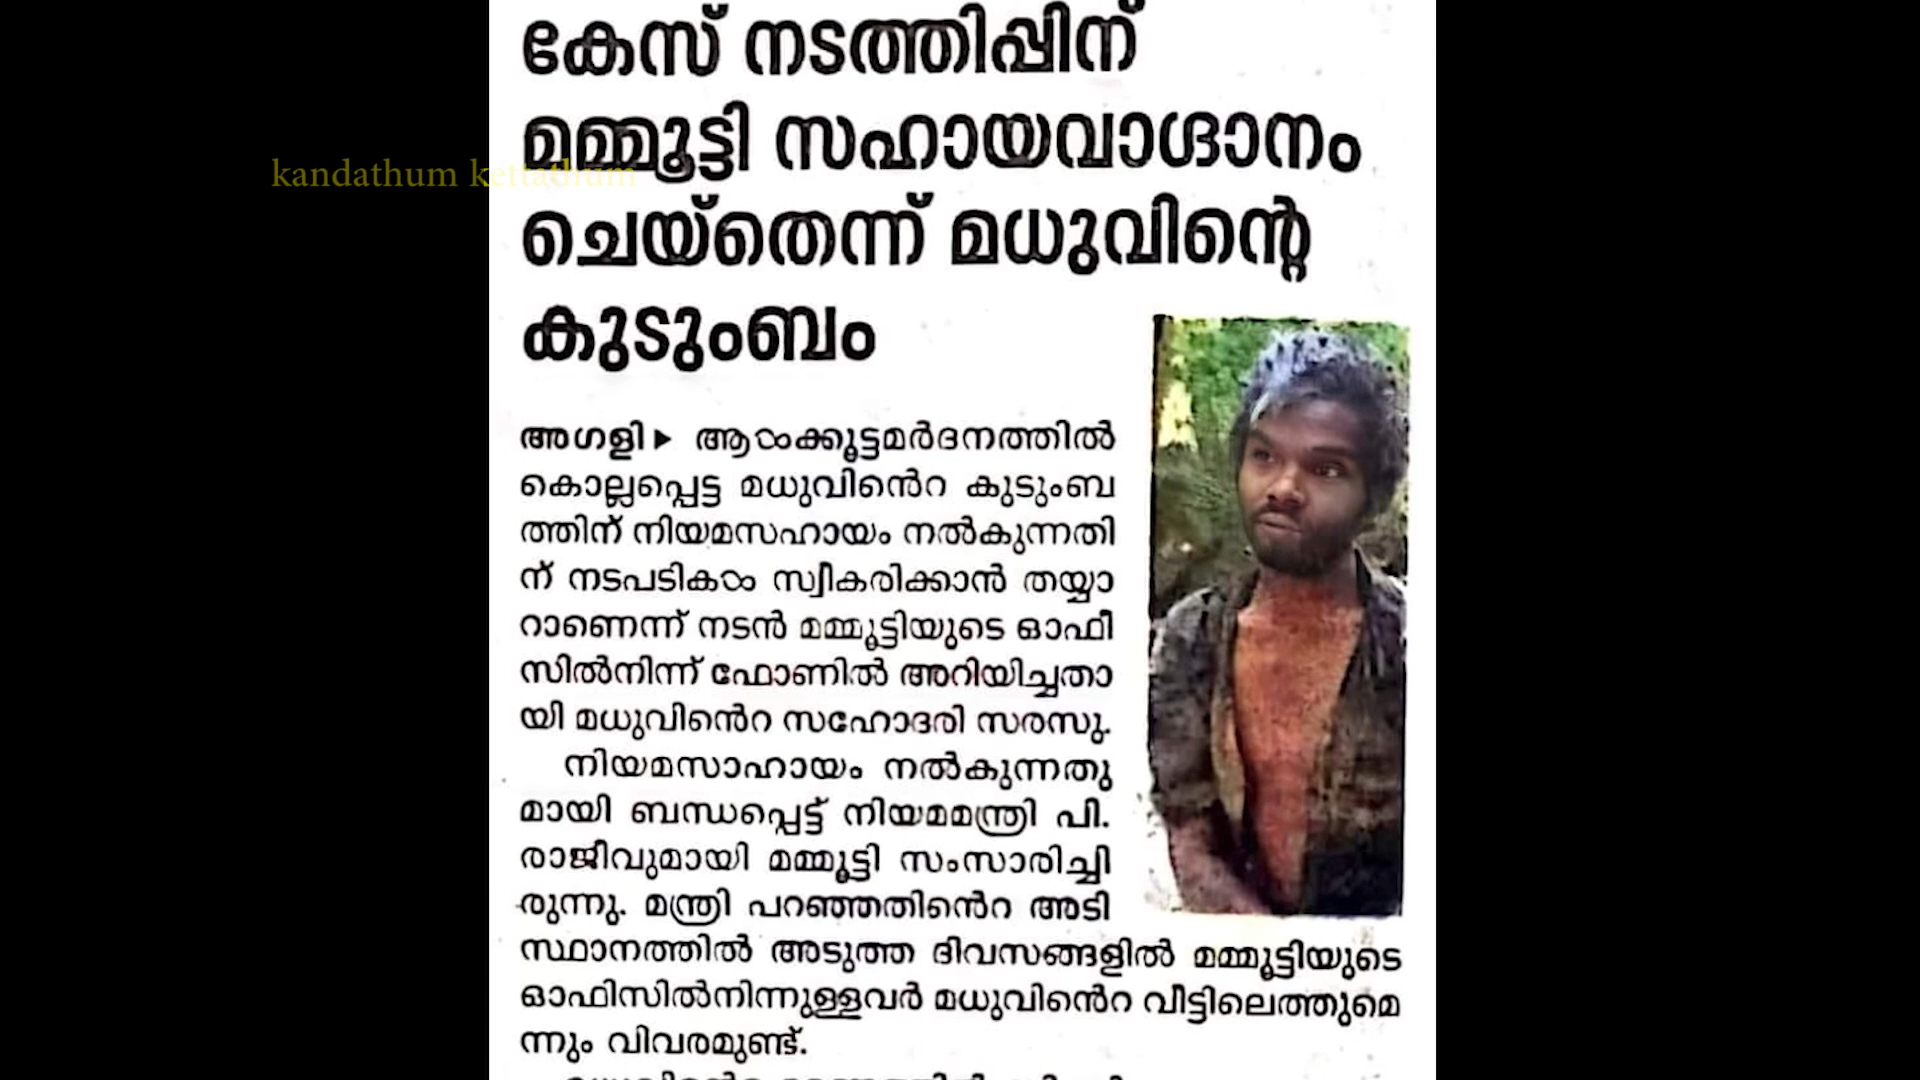 കേസ് നടത്തിപ്പിന്
മമ്മൂട്ടി സഹായവാഗ്ദാനം
kandathum kettathum
ചെയ്തെന്ന് മധുവിന്റെ
കുടുംബം
അഗളി▶ ആൾക്കൂട്ടമർദനത്തിൽ
കൊല്ലപ്പെട്ട മധുവിൻെറ കുടുംബ
ത്തിന് നിയമസഹായം നൽകുന്നതി
ന് നടപടികൾ സ്വീകരിക്കാൻ തയ്യാ
റാണെന്ന് നടൻ മമ്മൂട്ടിയുടെ ഓഫീ
സിൽനിന്ന് ഫോണിൽ അറിയിച്ചതാ
യി മധുവിൻെറ സഹോദരി സരസു.
നിയമസാഹായം നൽകുന്നതു
മായി ബന്ധപ്പെട്ട് നിയമമന്ത്രി പി.
രാജീവുമായി മമ്മൂട്ടി സംസാരിച്ചി
രുന്നു. മന്ത്രി പറഞ്ഞതിൻെറ അടി
സ്ഥാനത്തിൽ അടുത്ത ദിവസങ്ങളിൽ മമ്മൂട്ടിയുടെ
ഓഫിസിൽനിന്നുള്ളവർ മധുവിൻെറ വീട്ടിലെത്തുമെ
ന്നും വിവരമുണ്ട്.